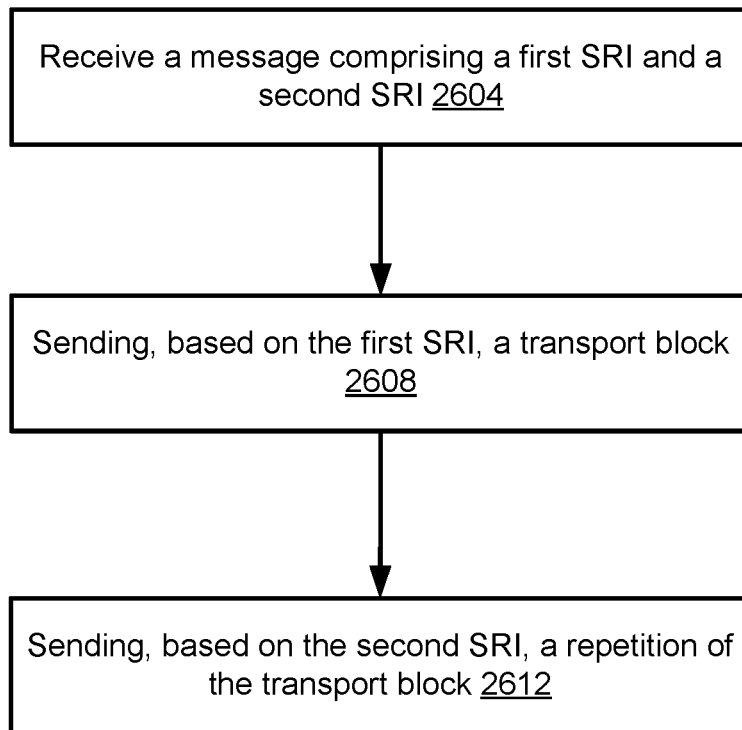 Receive a message comprising a first SRI and a
second SRI 2604
Sending, based on the first SRI, a transport block
2608
Sending, based on the second SRI, a repetition of
the transport block 2612